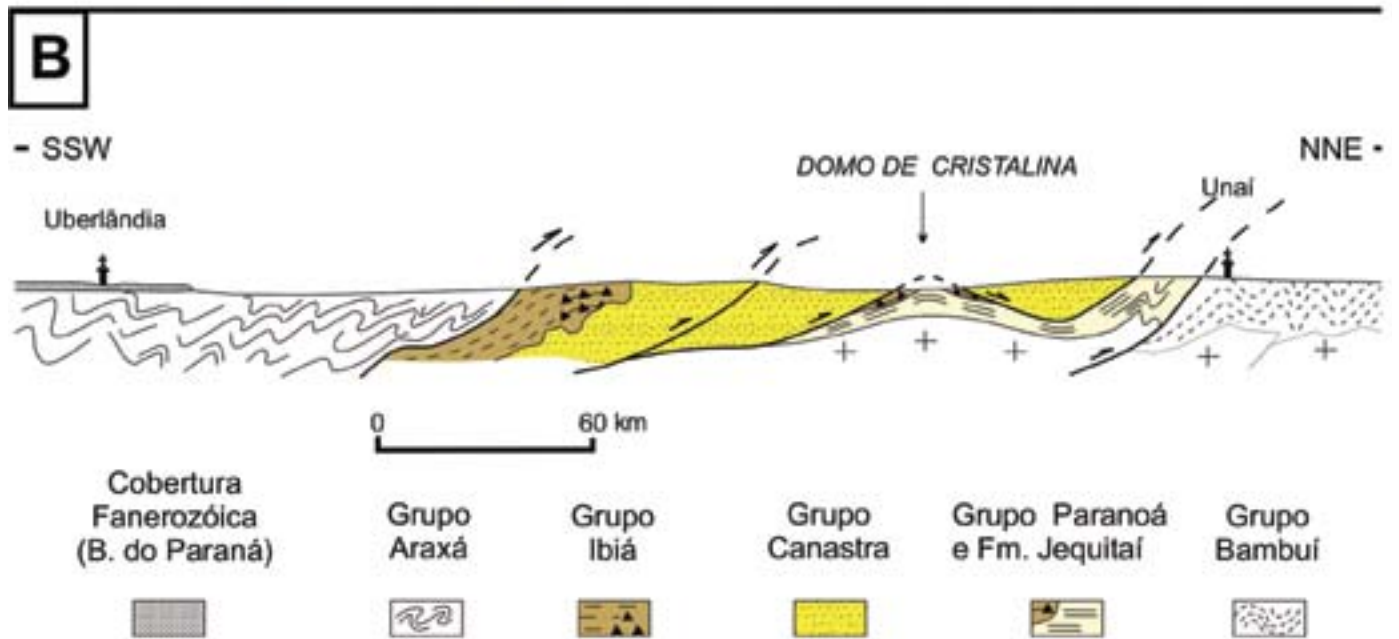 B
- SSW
NNE -
DOMO DE CRISTALINA
Unaí
Uberlândia
0 60 km
Cobertura
Fanerozóica
(B. do Paraná)
Grupo
Araxá
Grupo
Ibiá
Grupo
Canastra
Grupo Paranoá
e Fm. Jequitaí
Grupo
Bambuí